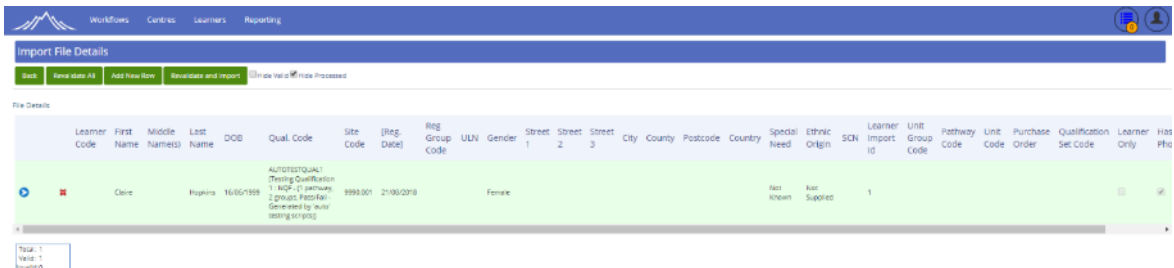 Workflows Centres Learners Reporting
0
Import File Details
Back Revalidate All Add New Row Revalidate and Import Hide Valid Hide Processed
File Details
Learner Code First Name Middle Name(s) Last Name DOB Qual. Code Site Code [Reg. Date] Reg Group Code ULN Gender Street 1 Street 2 Street 3 City County Postcode Country Special Need Ethnic Origin SCN Learner Import Id Unit Group Code Pathway Code Unit Code Purchase Order Qualification Set Code Learner Only Has Pho
Claire Hopkins 16/06/1999 AUTOTESTQUAL1
[Testing Qualification
1 : NQF - (1 pathway,
2 groups, Pass/Fail -
Generated by 'auto'
testing scripts)]
9990.001 21/08/2018 Female Not Known Not Supplied 1
Total: 1
Valid: 1